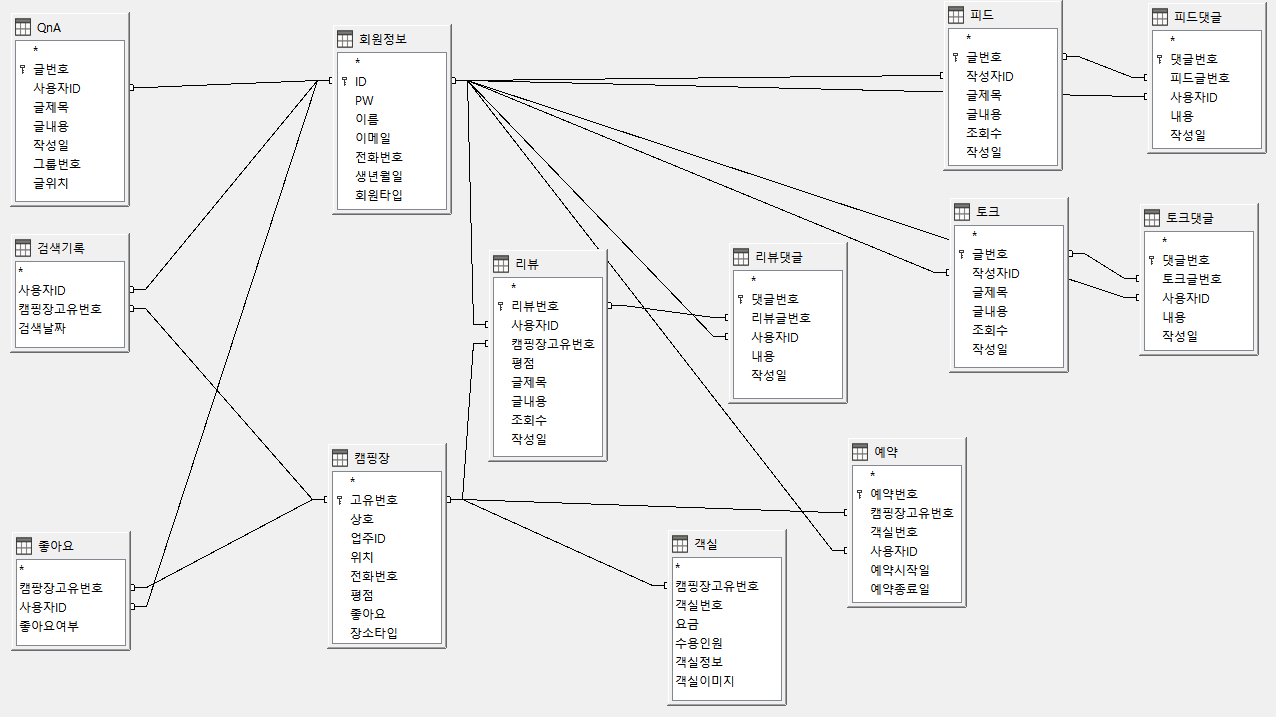 QnA
*
글번호
사용자ID
글제목
글내용
작성일
그룹번호
글위치
회원정보
*
ID
PW
이름
이메일
전화번호
생년월일
회원타입
피드
*
글번호
작성자ID
글제목
글내용
조회수
작성일
피드댓글
*
댓글번호
피드글번호
사용자ID
내용
작성일
검색기록
*
사용자ID
캠핑장고유번호
검색날짜
리뷰
*
리뷰번호
사용자ID
캠핑장고유번호
평점
글제목
글내용
조회수
작성일
리뷰댓글
*
댓글번호
리뷰글번호
사용자ID
내용
작성일
토크
*
글번호
작성자ID
글제목
글내용
조회수
작성일
토크댓글
*
댓글번호
토크글번호
사용자ID
내용
작성일
좋아요
*
캠팡장고유번호
사용자ID
좋아요여부
캠핑장
*
고유번호
상호
업주ID
위치
전화번호
평점
좋아요
장소타입
객실
*
캠핑장고유번호
객실번호
요금
수용인원
객실정보
객실이미지
예약
*
예약번호
캠핑장고유번호
객실번호
사용자ID
예약시작일
예약종료일